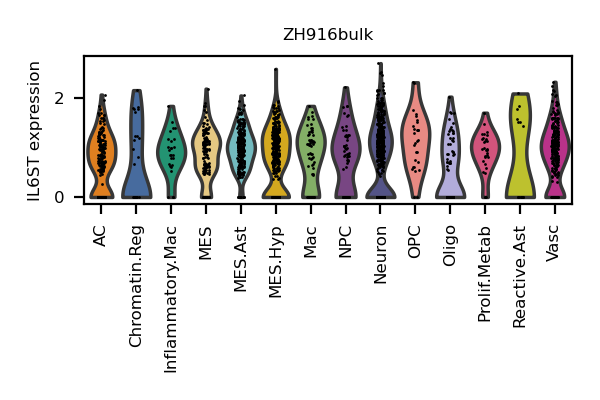 ZH916bulk
IL6ST expression
2
0
AC
Chromatin.Reg
Inflammatory.Mac
MES
MES.Ast
MES.Hyp
Mac
NPC
Neuron
OPC
Oligo
Prolif.Metab
Reactive.Ast
Vasc